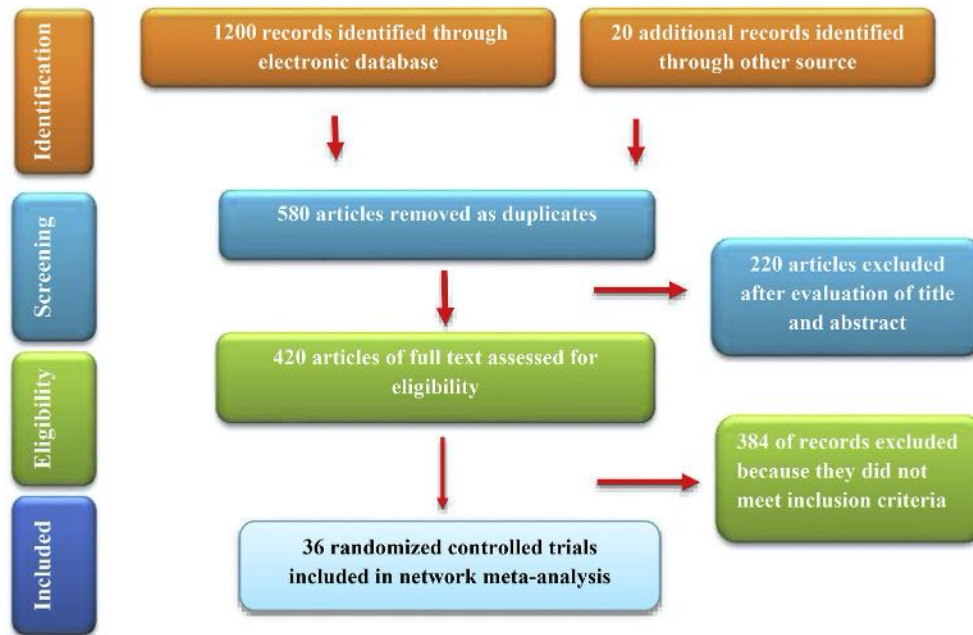 Identification
1200 records identified through
electronic database
20 additional records identified
through other source
Screening
580 articles removed as duplicates
220 articles excluded
after evaluation of title
and abstract
Eligibility
420 articles of full text assessed for
eligibility
384 of records excluded
because they did not
meet inclusion criteria
Included
36 randomized controlled trials
included in network meta-analysis